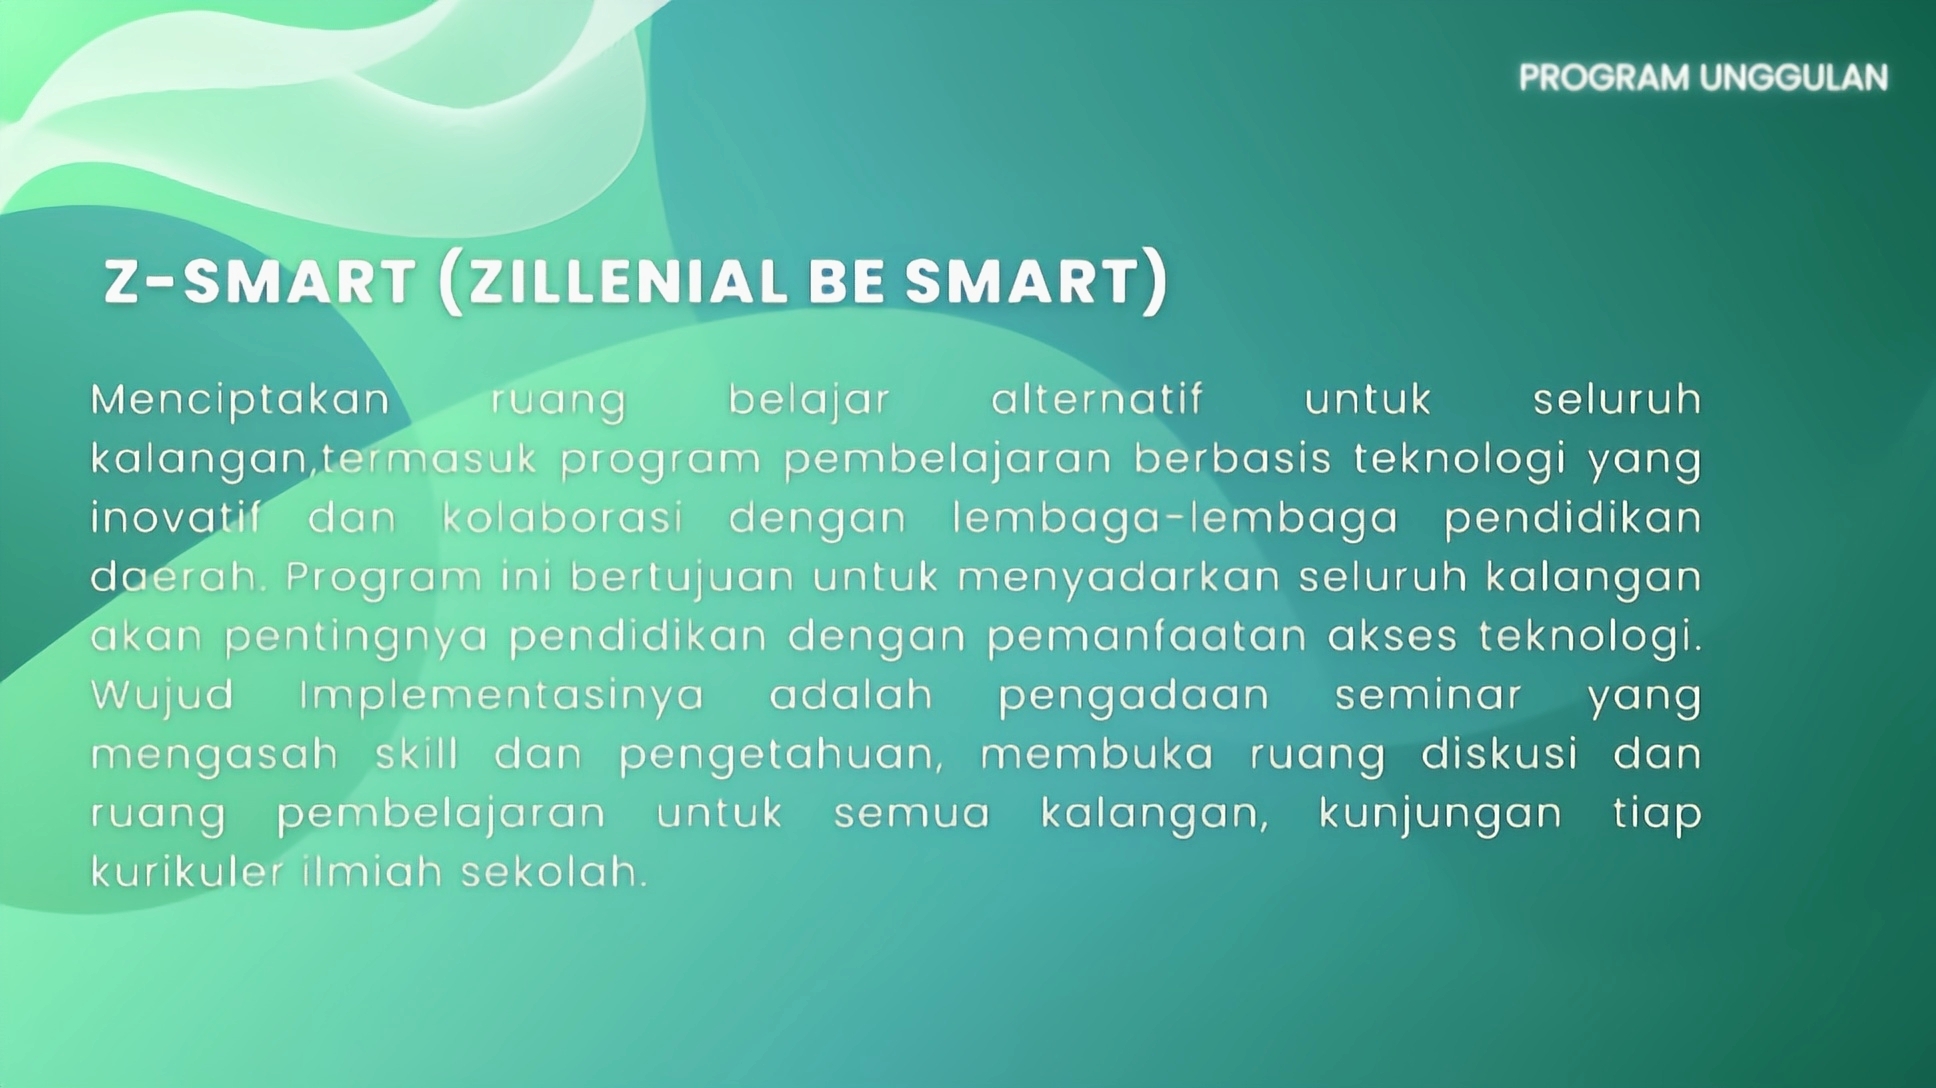 PROGRAM UNGGULAN
Z-SMART (ZILLENIAL BE SMART)
Menciptakan ruang belajar alternatif untuk seluruh
kalangan,termasuk program pembelajaran berbasis teknologi yang
inovatif dan kolaborasi dengan lembaga-lembaga pendidikan
daerah. Program ini bertujuan untuk menyadarkan seluruh kalangan
akan pentingnya pendidikan dengan pemanfaatan akses teknologi.
Wujud Implementasinya adalah pengadaan seminar yang
mengasah skill dan pengetahuan, membuka ruang diskusi dan
ruang pembelajaran untuk semua kalangan, kunjungan tiap
kurikuler ilmiah sekolah.